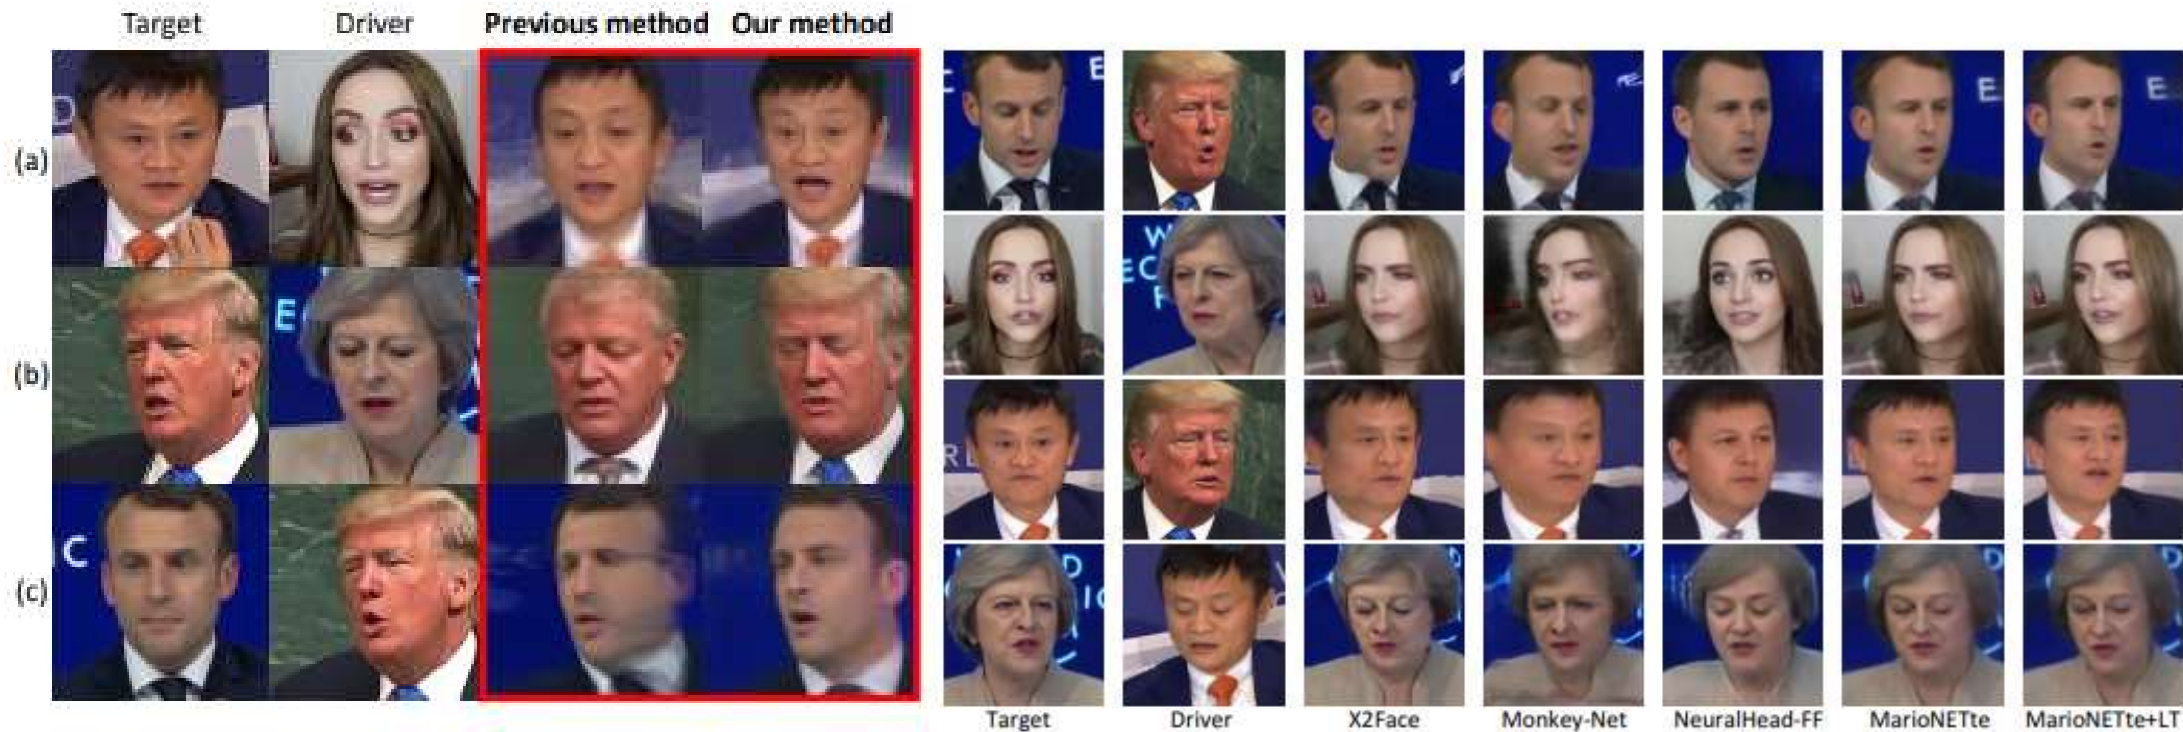 Target Driver Previous method Our method
(a)
(b)
(c)
Target Driver X2Face Monkey-Net NeuralHead-FF MarioNETte MarioNETte+LT